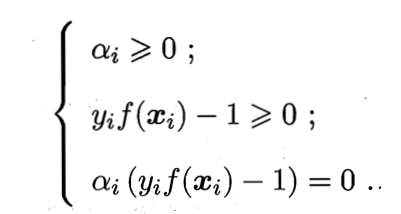 αᵢ ⩾ 0 ;
yᵢf(𝒙ᵢ) − 1 ⩾ 0 ;
αᵢ (yᵢf(𝒙ᵢ) − 1) = 0 ..